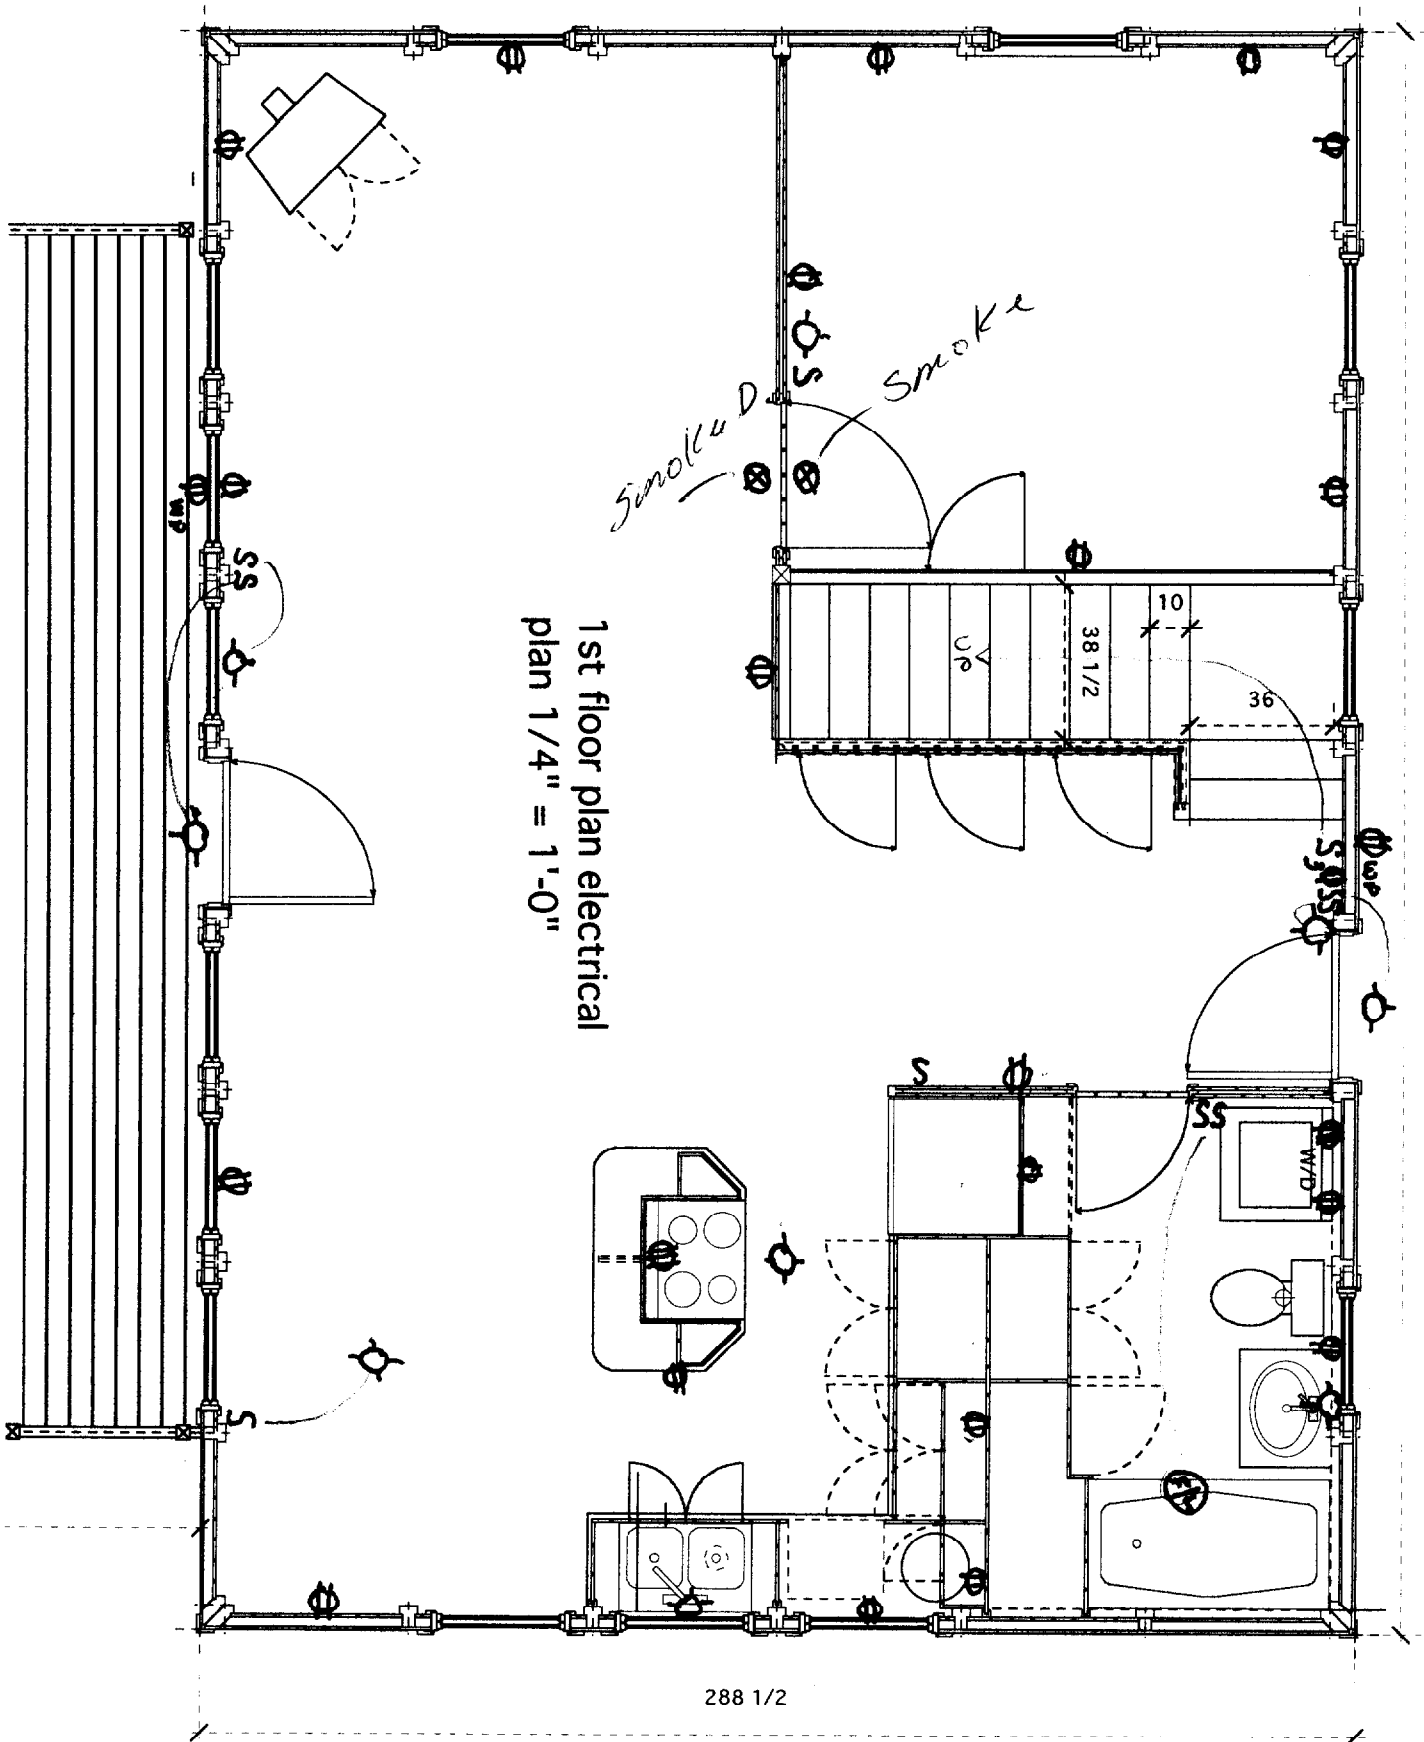 Smoke
Smoke D
S
WP
SS
1st floor plan electrical
plan 1/4" = 1'-0"
10
38 1/2
UP
36
S3
SS
WP
S
SS
W/D
S
288 1/2